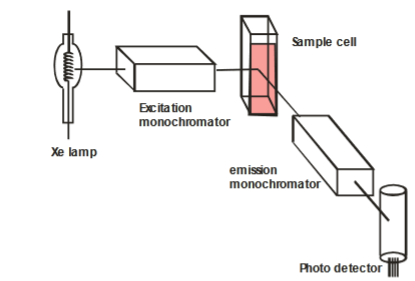 Sample cell
Excitation
monochromator
Xe lamp
emission
monochromator
Photo detector